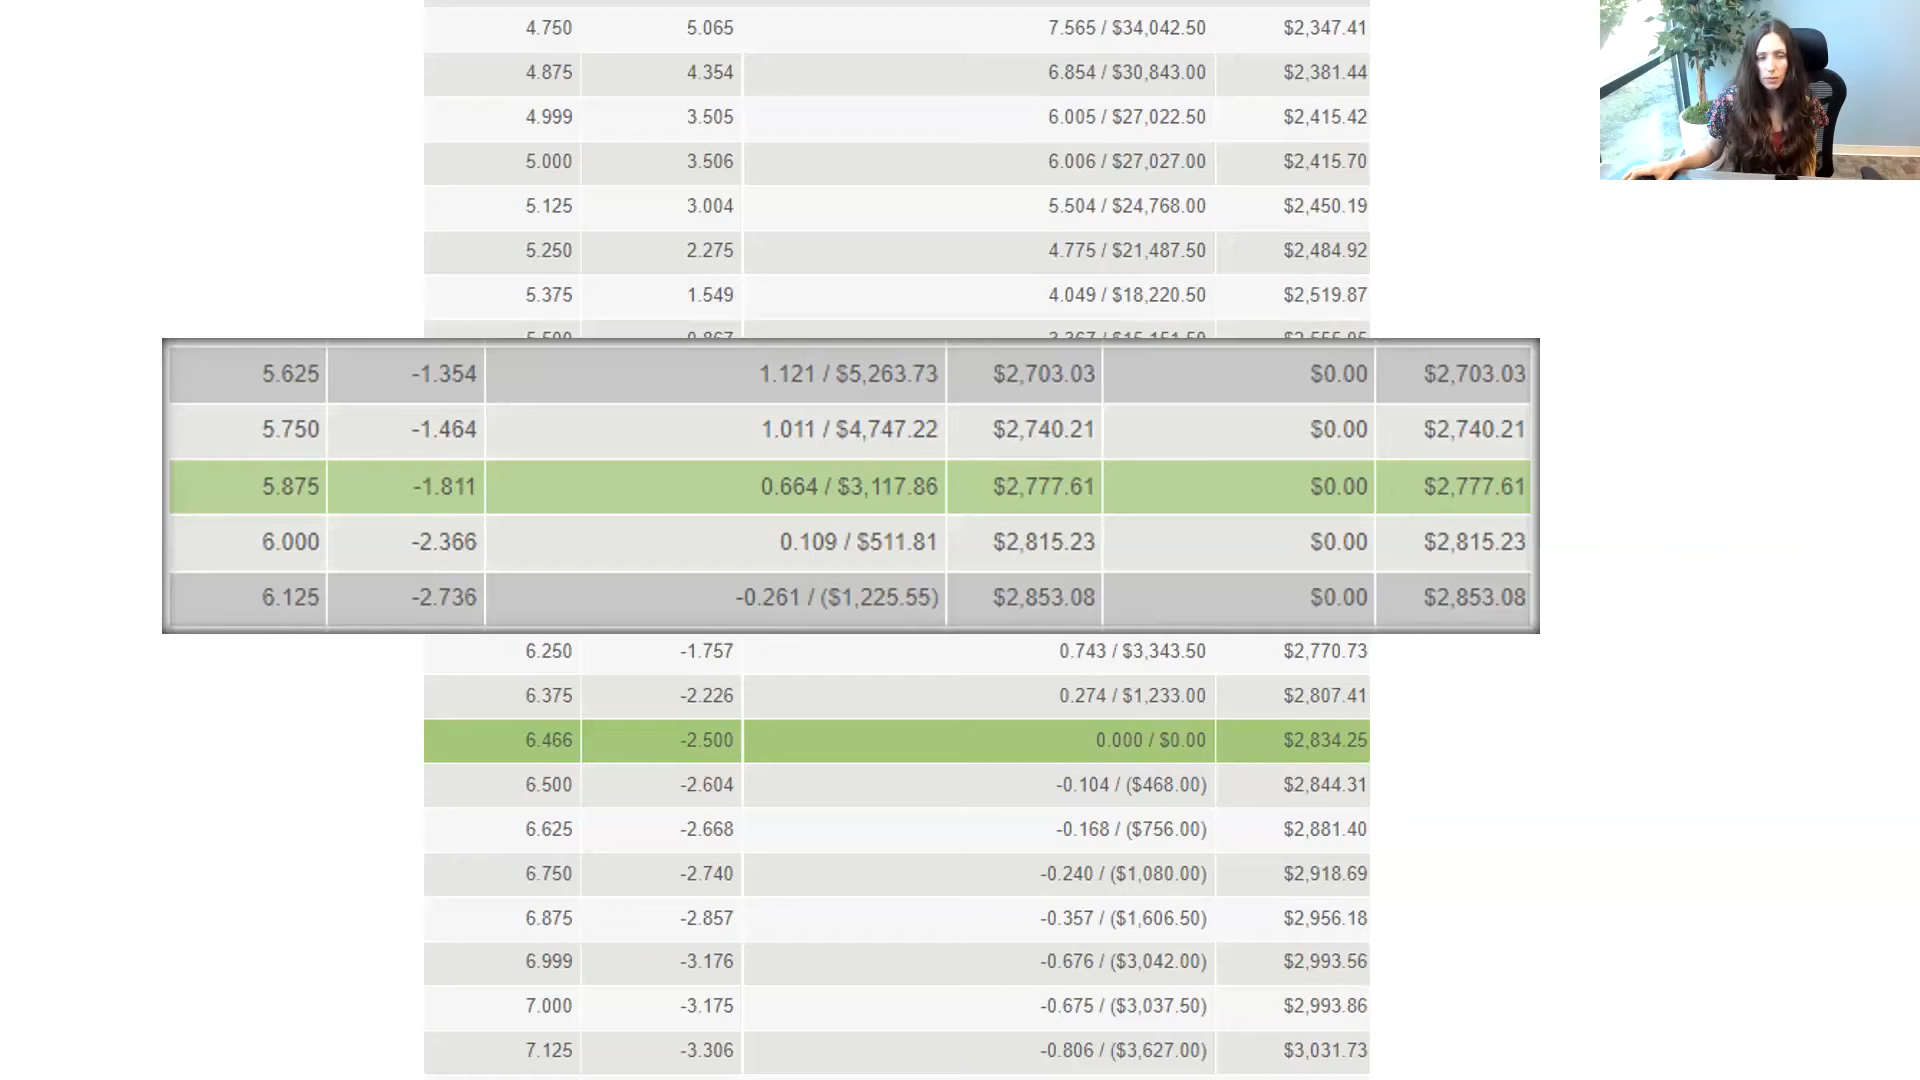 4.750 5.065 7.565 / $34,042.50 $2,347.41
4.875 4.354 6.854 / $30,843.00 $2,381.44
4.999 3.505 6.005 / $27,022.50 $2,415.42
5.000 3.506 6.006 / $27,027.00 $2,415.70
5.125 3.004 5.504 / $24,768.00 $2,450.19
5.250 2.275 4.775 / $21,487.50 $2,484.92
5.375 1.549 4.049 / $18,220.50 $2,519.87
5.625 -1.354 1.121 / $5,263.73 $2,703.03 $0.00 $2,703.03
5.750 -1.464 1.011 / $4,747.22 $2,740.21 $0.00 $2,740.21
5.875 -1.811 0.664 / $3,117.86 $2,777.61 $0.00 $2,777.61
6.000 -2.366 0.109 / $511.81 $2,815.23 $0.00 $2,815.23
6.125 -2.736 -0.261 / ($1,225.55) $2,853.08 $0.00 $2,853.08
6.250 -1.757 0.743 / $3,343.50 $2,770.73
6.375 -2.226 0.274 / $1,233.00 $2,807.41
6.466 -2.500 0.000 / $0.00 $2,834.25
6.500 -2.604 -0.104 / ($468.00) $2,844.31
6.625 -2.668 -0.168 / ($756.00) $2,881.40
6.750 -2.740 -0.240 / ($1,080.00) $2,918.69
6.875 -2.857 -0.357 / ($1,606.50) $2,956.18
6.999 -3.176 -0.676 / ($3,042.00) $2,993.56
7.000 -3.175 -0.675 / ($3,037.50) $2,993.86
7.125 -3.306 -0.806 / ($3,627.00) $3,031.73